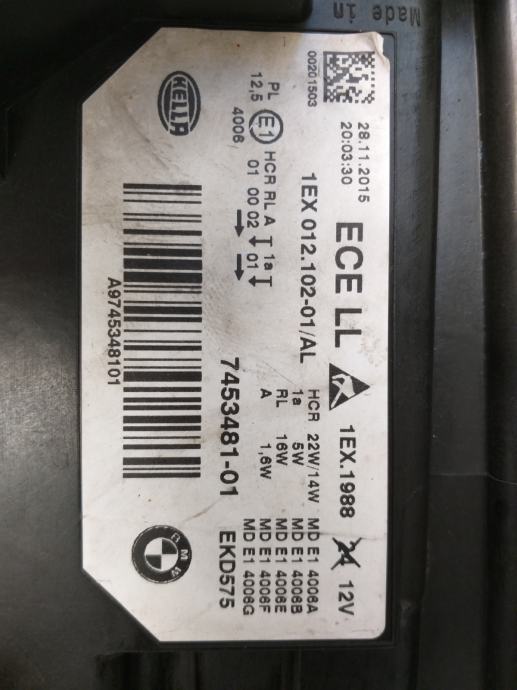 Made in
00201503
28.11.2015
20:03:30
ECE LL
1EX.1988
24 12V
1EX 012.102-01/AL
PL
12,5
E1
4006
HCR RL A 1a
01 00 02 01
HCR 22W/14W MD E1 4006A
1a 5W MD E1 4006B
RL 16W MD E1 4006E
A 1,6W MD E1 4006F
MD E1 4006G
7453481-01
EKD575
HELLA
A9745348101
BMW